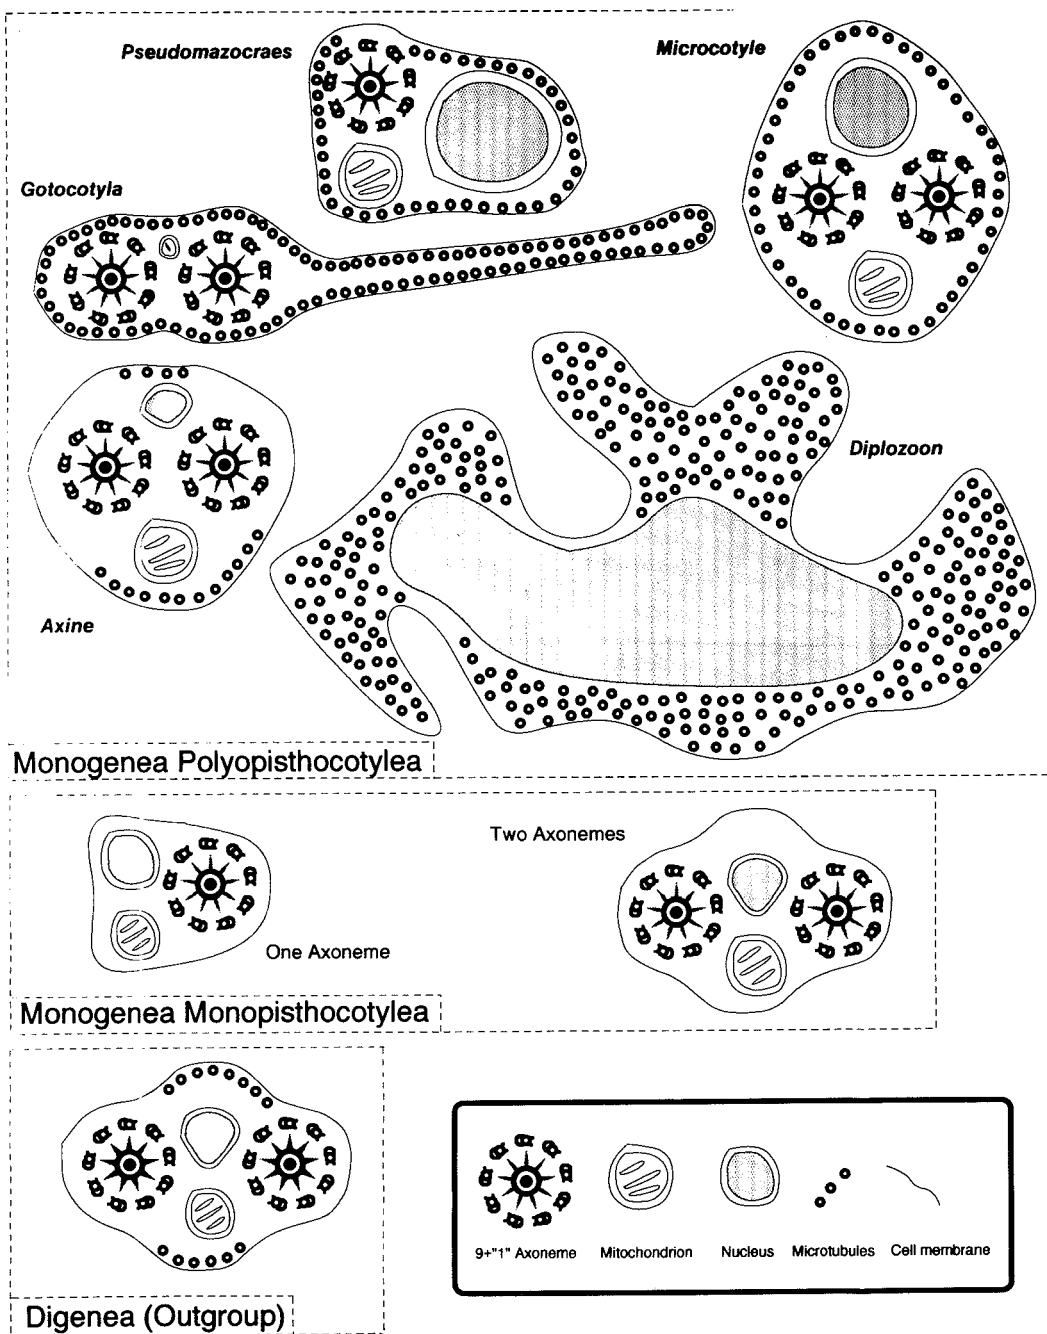 Pseudomazocraes
Microcotyle
Gotocotyla
Diplozoon
Axine
Monogenea Polyopisthocotylea
Two Axonemes
One Axoneme
Monogenea Monopisthocotylea
9+"1" Axoneme
Mitochondrion
Nucleus
Microtubules
Cell membrane
Digenea (Outgroup)